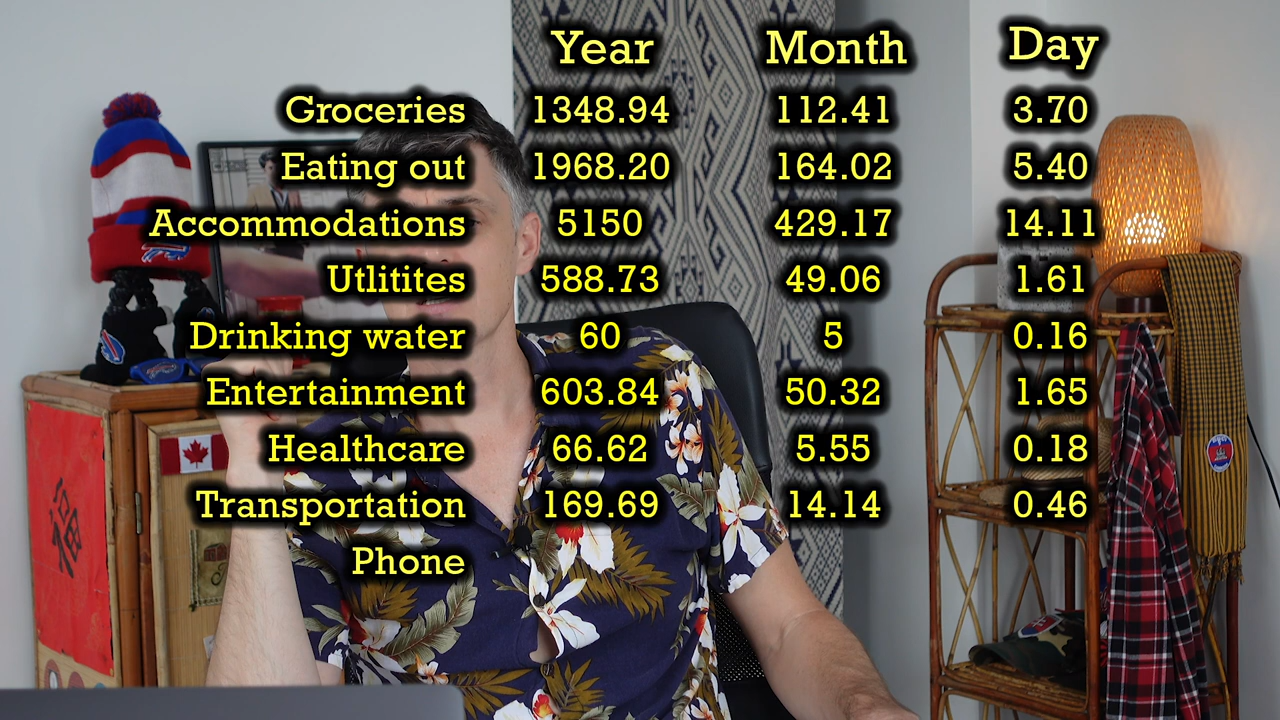 Year Month Day
Groceries 1348.94 112.41 3.70
Eating out 1968.20 164.02 5.40
Accommodations 5150 429.17 14.11
Utlitites 588.73 49.06 1.61
Drinking water 60 5 0.16
Entertainment 603.84 50.32 1.65
Healthcare 66.62 5.55 0.18
Transportation 169.69 14.14 0.46
Phone
福